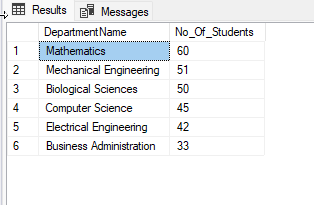 Results Messages
DepartmentName No_Of_Students
1 Mathematics 60
2 Mechanical Engineering 51
3 Biological Sciences 50
4 Computer Science 45
5 Electrical Engineering 42
6 Business Administration 33